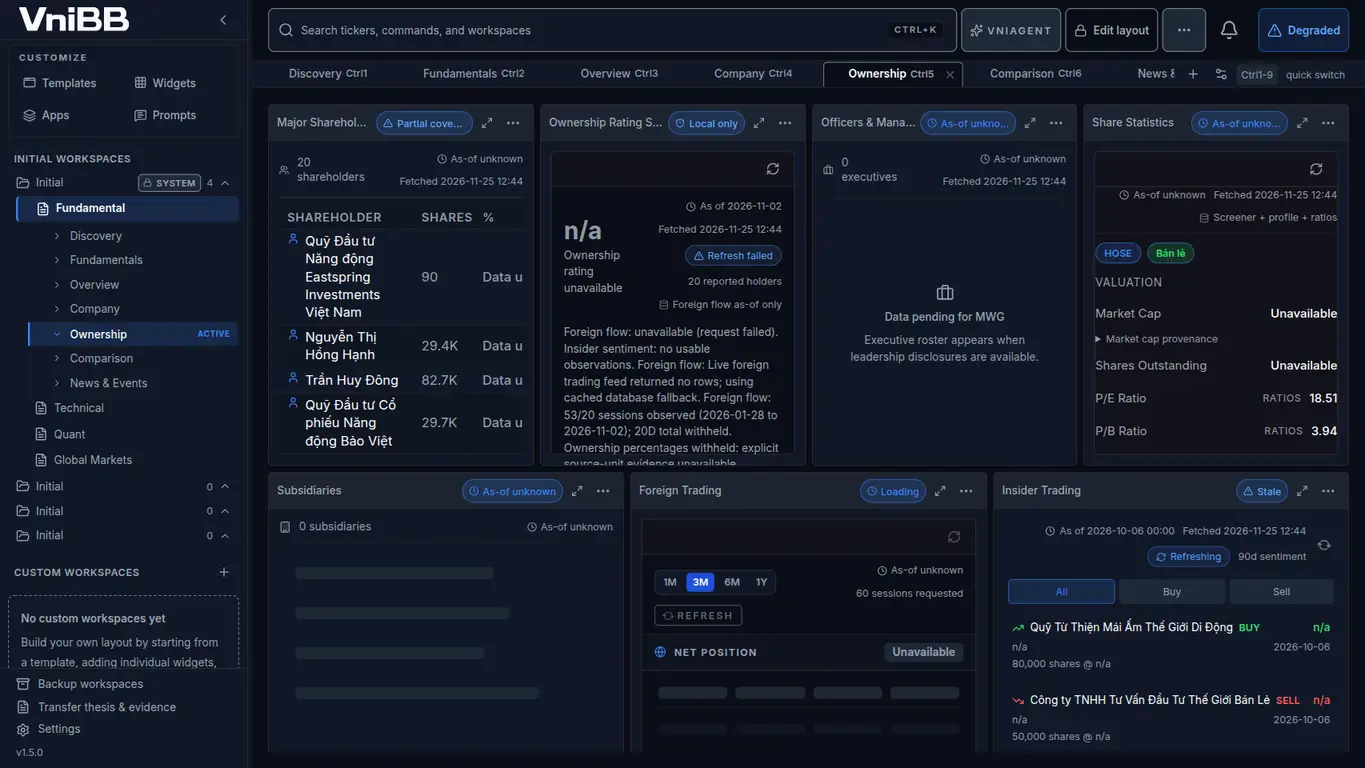 VniBB
CUSTOMIZE
Templates
Widgets
Apps
Prompts
INITIAL WORKSPACES
Initial
SYSTEM
4
Fundamental
Discovery
Fundamentals
Overview
Company
Ownership
ACTIVE
Comparison
News & Events
Technical
Quant
Global Markets
Initial
0
Initial
0
Initial
0
CUSTOM WORKSPACES
No custom workspaces yet
Build your own layout by starting from
a template, adding individual widgets,
Backup workspaces
Transfer thesis & evidence
Settings
v1.5.0
Search tickers, commands, and workspaces
CTRL+K
VNIAGENT
Edit layout
Degraded
Discovery Ctrl1
Fundamentals Ctrl2
Overview Ctrl3
Company Ctrl4
Ownership Ctrl5
Comparison Ctrl6
News &
Ctrl1-9
quick switch
Major Sharehol...
Partial cove...
20
shareholders
As-of unknown
Fetched 2026-11-25 12:44
SHAREHOLDER SHARES %
Quỹ Đầu tư
Năng động
Eastspring
Investments
Việt Nam
90
Data u
Nguyễn Thị
Hồng Hạnh
29.4K
Data u
Trần Huy Đông
82.7K
Data u
Quỹ Đầu tư Cổ
phiếu Năng
động Bảo Việt
29.7K
Data u
Ownership Rating S...
Local only
As of 2026-11-02
Fetched 2026-11-25 12:44
n/a
Ownership
rating
unavailable
Refresh failed
20 reported holders
Foreign flow as-of only
Foreign flow: unavailable (request failed).
Insider sentiment: no usable
observations. Foreign flow: Live foreign
trading feed returned no rows; using
cached database fallback. Foreign flow:
53/20 sessions observed (2026-01-28 to
2026-11-02); 20D total withheld.
Ownership percentages withheld: explicit
source-unit evidence unavailable
Officers & Mana...
As-of unkno...
0
executives
As-of unknown
Fetched 2026-11-25 12:44
Data pending for MWG
Executive roster appears when
leadership disclosures are available.
Share Statistics
As-of unkno...
As-of unknown
Fetched 2026-11-25 12:44
Screener + profile + ratios
HOSE
Bán lẻ
VALUATION
Market Cap
Unavailable
Market cap provenance
Shares Outstanding
Unavailable
P/E Ratio
RATIOS 18.51
P/B Ratio
RATIOS 3.94
Subsidiaries
As-of unknown
0 subsidiaries
As-of unknown
Foreign Trading
Loading
1M 3M 6M 1Y
As-of unknown
60 sessions requested
REFRESH
NET POSITION
Unavailable
Insider Trading
Stale
As of 2026-10-06 00:00
Fetched 2026-11-25 12:44
Refreshing
90d sentiment
All
Buy
Sell
Quỹ Từ Thiện Mái Ấm Thế Giới Di Động BUY
n/a
n/a
2026-10-06
80,000 shares @ n/a
Công ty TNHH Tư Vấn Đầu Tư Thế Giới Bán Lẻ SELL
n/a
n/a
2026-10-06
50,000 shares @ n/a